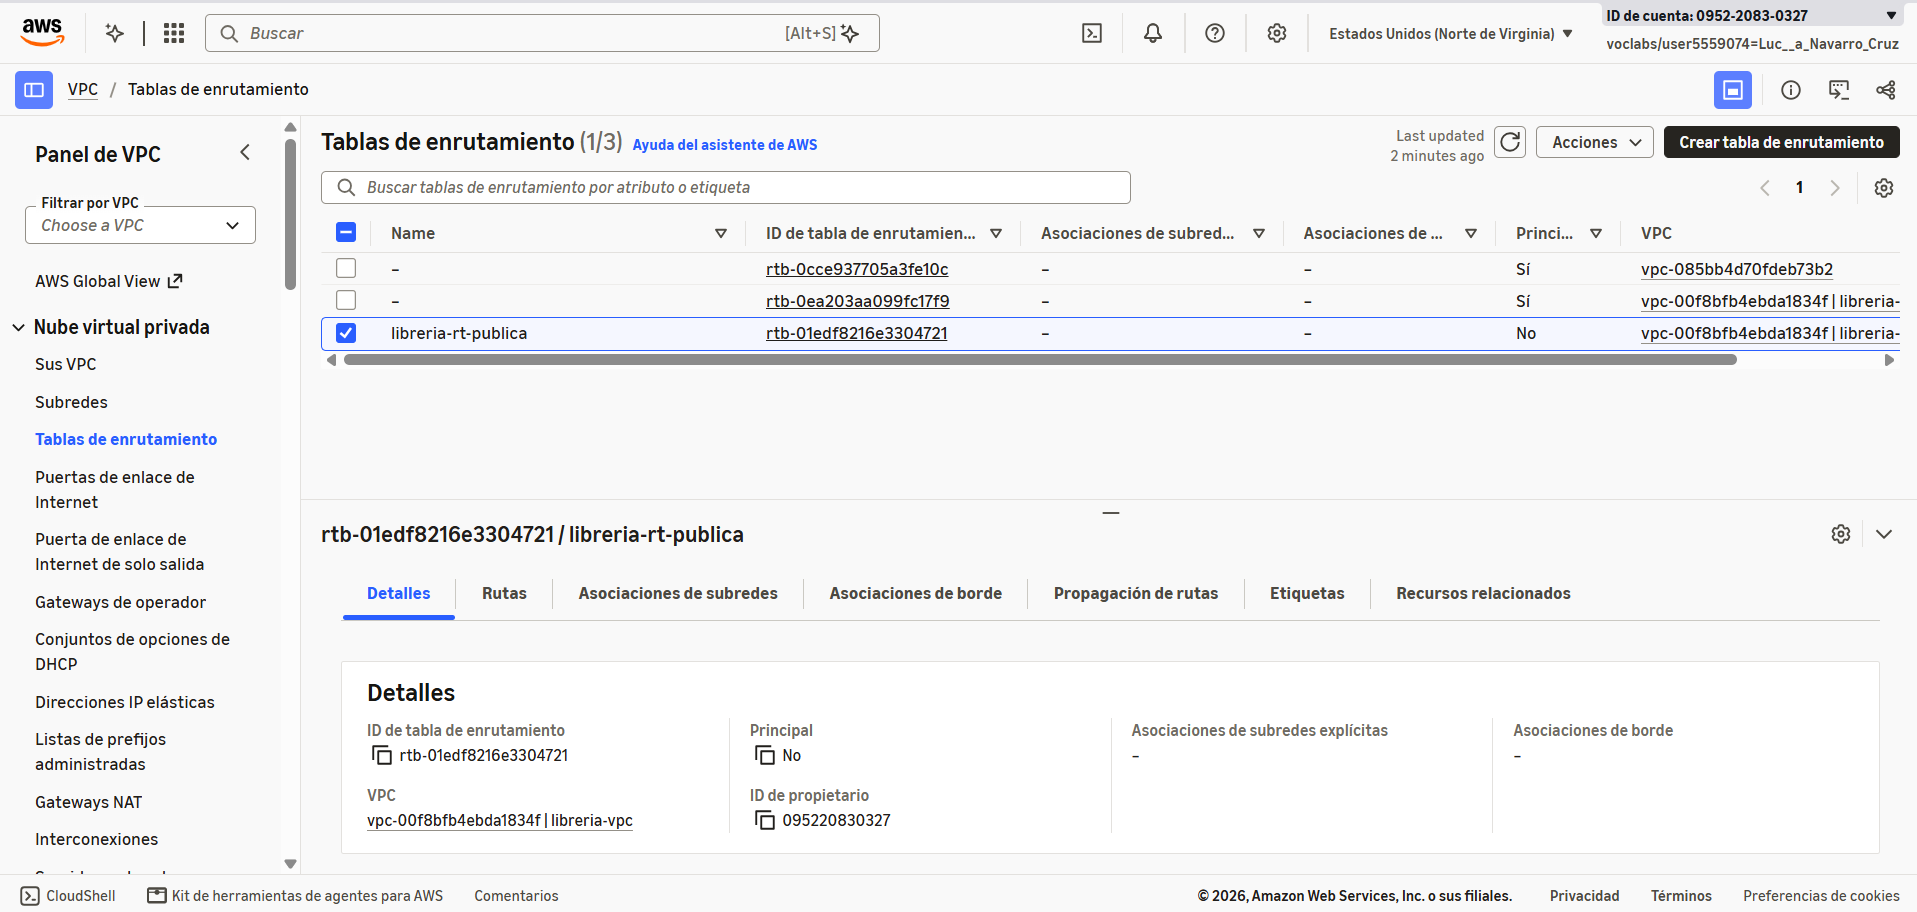 aws
Buscar [Alt+S]
Estados Unidos (Norte de Virginia)
ID de cuenta: 0952-2083-0327
voclabs/user5559074=Luc__a_Navarro_Cruz
VPC / Tablas de enrutamiento
Panel de VPC
Filtrar por VPC
Choose a VPC
AWS Global View
Nube virtual privada
Sus VPC
Subredes
Tablas de enrutamiento
Puertas de enlace de
Internet
Puerta de enlace de
Internet de solo salida
Gateways de operador
Conjuntos de opciones de
DHCP
Direcciones IP elásticas
Listas de prefijos
administradas
Gateways NAT
Interconexiones
Tablas de enrutamiento (1/3) Ayuda del asistente de AWS
Last updated
2 minutes ago
Acciones
Crear tabla de enrutamiento
Buscar tablas de enrutamiento por atributo o etiqueta
1
Name ID de tabla de enrutamien... Asociaciones de subred... Asociaciones de ... Princi... VPC
– rtb-0cce937705a3fe10c – – Sí vpc-085bb4d70fdeb73b2
– rtb-0ea203aa099fc17f9 – – Sí vpc-00f8bfb4ebda1834f | libreria-
libreria-rt-publica rtb-01edf8216e3304721 – – No vpc-00f8bfb4ebda1834f | libreria-
rtb-01edf8216e3304721 / libreria-rt-publica
Detalles Rutas Asociaciones de subredes Asociaciones de borde Propagación de rutas Etiquetas Recursos relacionados
Detalles
ID de tabla de enrutamiento
rtb-01edf8216e3304721
Principal
No
Asociaciones de subredes explícitas
–
Asociaciones de borde
–
VPC
vpc-00f8bfb4ebda1834f | libreria-vpc
ID de propietario
095220830327
CloudShell Kit de herramientas de agentes para AWS Comentarios
© 2026, Amazon Web Services, Inc. o sus filiales. Privacidad Términos Preferencias de cookies